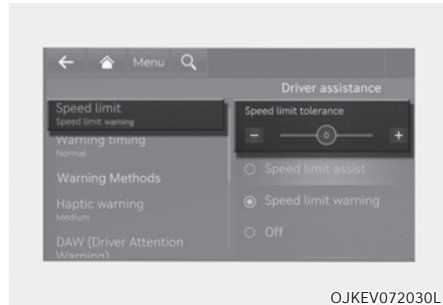 Menu
Driver assistance
Speed limit
Speed limit warning
Warning timing
Normal
Warning Methods
Haptic warning
Medium
DAW (Driver Attention
Warning)
Speed limit tolerance
− 0 +
Speed limit assist
Speed limit warning
Off
OJKEV072030L